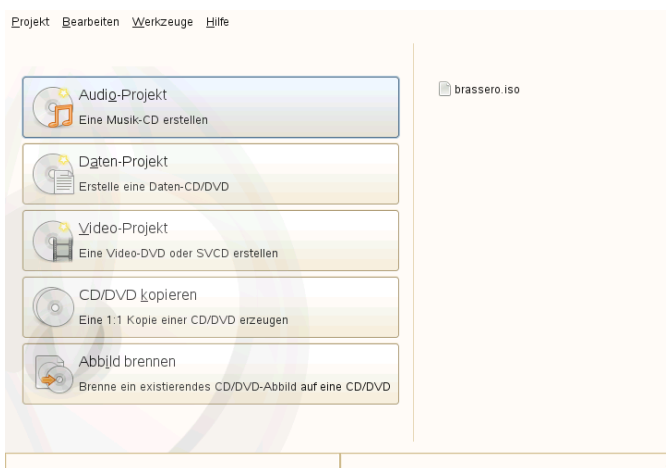 Projekt Bearbeiten Werkzeuge Hilfe
Audio-Projekt
Eine Musik-CD erstellen
Daten-Projekt
Erstelle eine Daten-CD/DVD
Video-Projekt
Eine Video-DVD oder SVCD erstellen
CD/DVD kopieren
Eine 1:1 Kopie einer CD/DVD erzeugen
Abbild brennen
Brenne ein existierendes CD/DVD-Abbild auf eine CD/DVD
brassero.iso